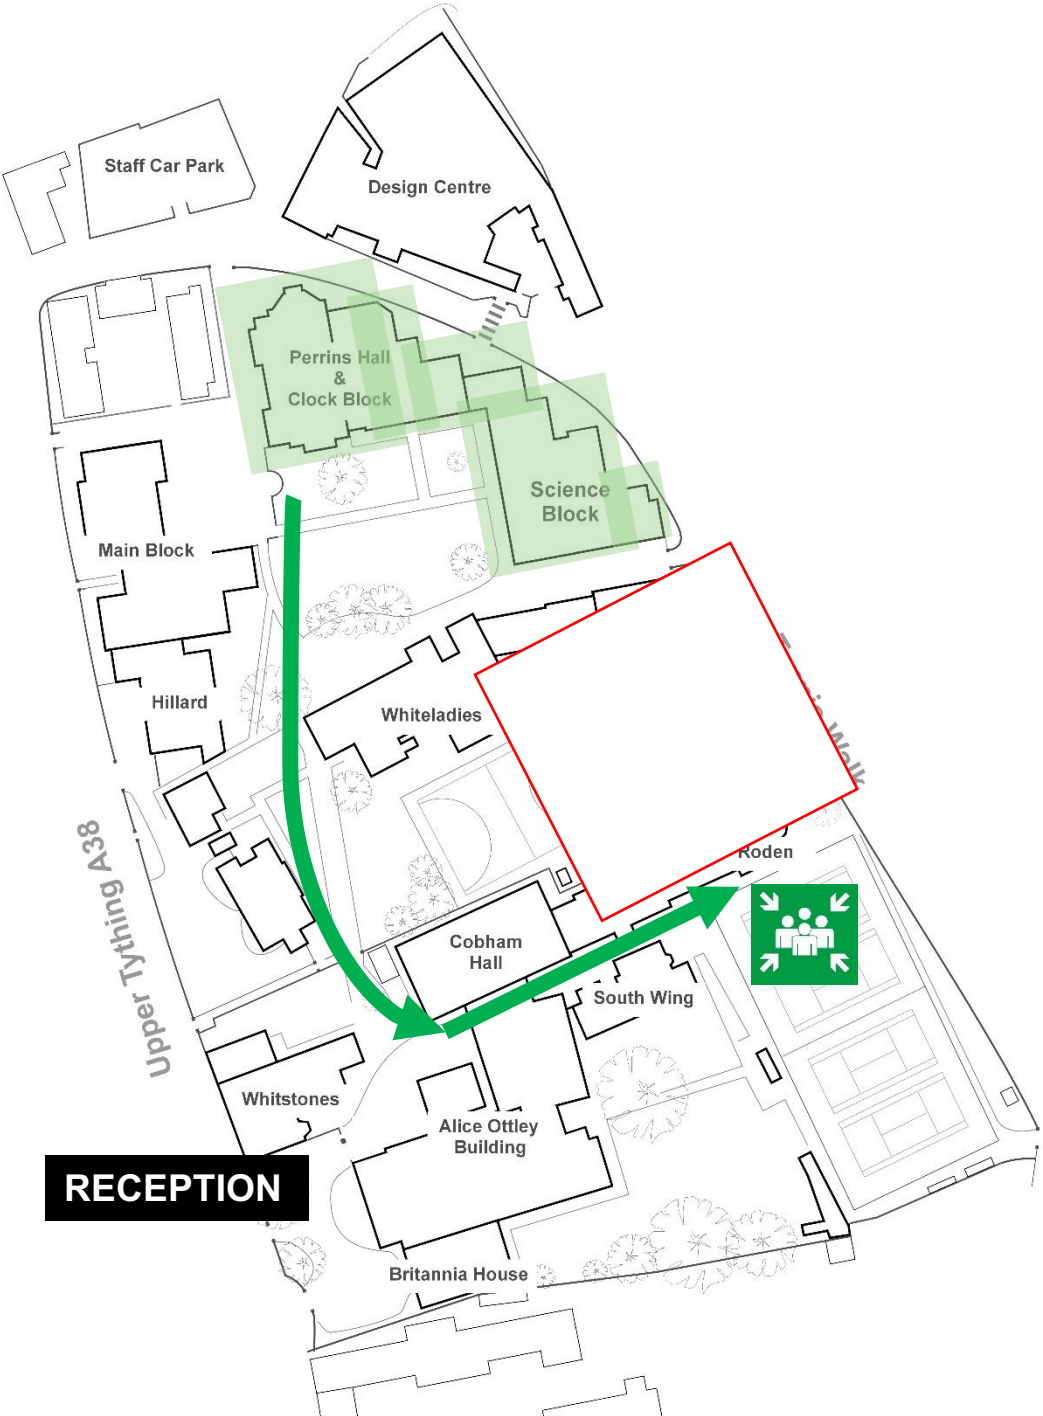 Staff Car Park
Design Centre
Perrins Hall
&
Clock Block
Science
Block
Main Block
Hillard
Whiteladies
Walk
Upper Tything A38
Roden
Cobham
Hall
South Wing
Whitstones
Alice Ottley
Building
RECEPTION
Britannia House